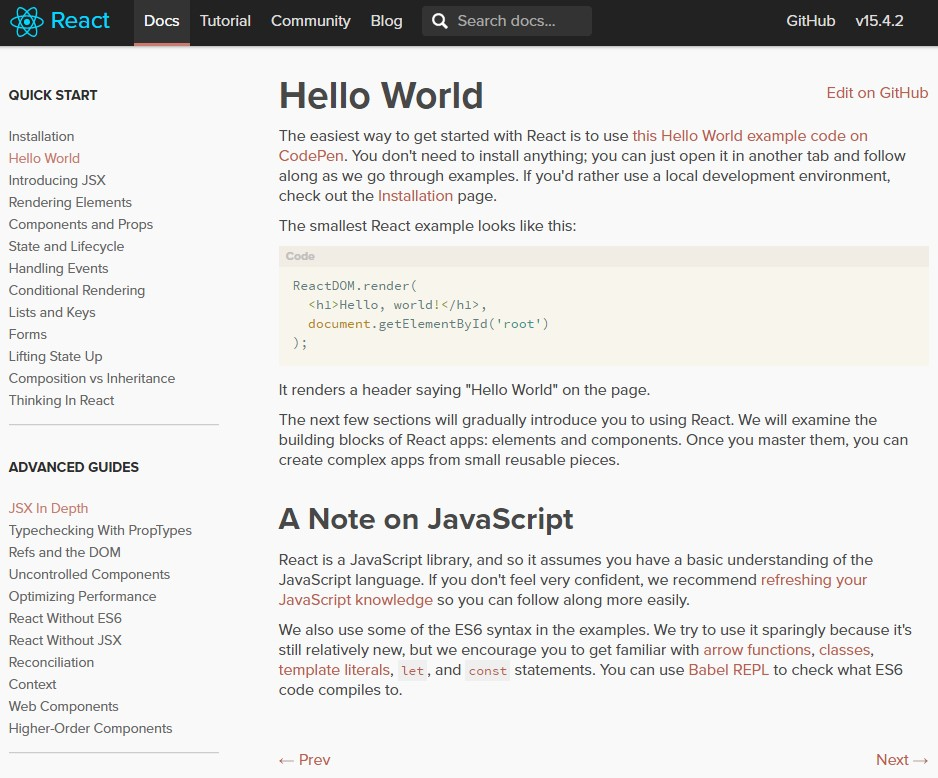 React Docs Tutorial Community Blog Search docs... GitHub v15.4.2
QUICK START
Installation
Hello World
Introducing JSX
Rendering Elements
Components and Props
State and Lifecycle
Handling Events
Conditional Rendering
Lists and Keys
Forms
Lifting State Up
Composition vs Inheritance
Thinking In React
ADVANCED GUIDES
JSX In Depth
Typechecking With PropTypes
Refs and the DOM
Uncontrolled Components
Optimizing Performance
React Without ES6
React Without JSX
Reconciliation
Context
Web Components
Higher-Order Components
Hello World
Edit on GitHub
The easiest way to get started with React is to use this Hello World example code on
CodePen. You don't need to install anything; you can just open it in another tab and follow
along as we go through examples. If you'd rather use a local development environment,
check out the Installation page.
The smallest React example looks like this:
Code
ReactDOM.render(
  <h1>Hello, world!</h1>,
  document.getElementById('root')
);
It renders a header saying "Hello World" on the page.
The next few sections will gradually introduce you to using React. We will examine the
building blocks of React apps: elements and components. Once you master them, you can
create complex apps from small reusable pieces.
A Note on JavaScript
React is a JavaScript library, and so it assumes you have a basic understanding of the
JavaScript language. If you don't feel very confident, we recommend refreshing your
JavaScript knowledge so you can follow along more easily.
We also use some of the ES6 syntax in the examples. We try to use it sparingly because it's
still relatively new, but we encourage you to get familiar with arrow functions, classes,
template literals, let, and const statements. You can use Babel REPL to check what ES6
code compiles to.
← Prev
Next →